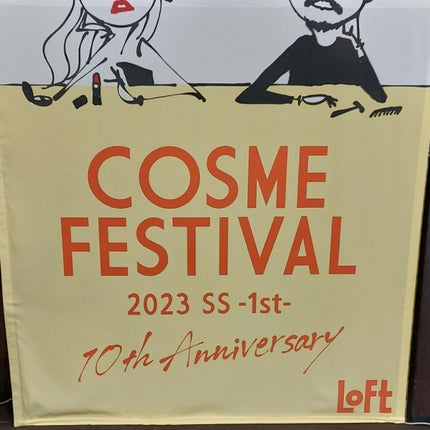 COSME
FESTIVAL
2023 SS -1st-
10th Anniversary
LoFt